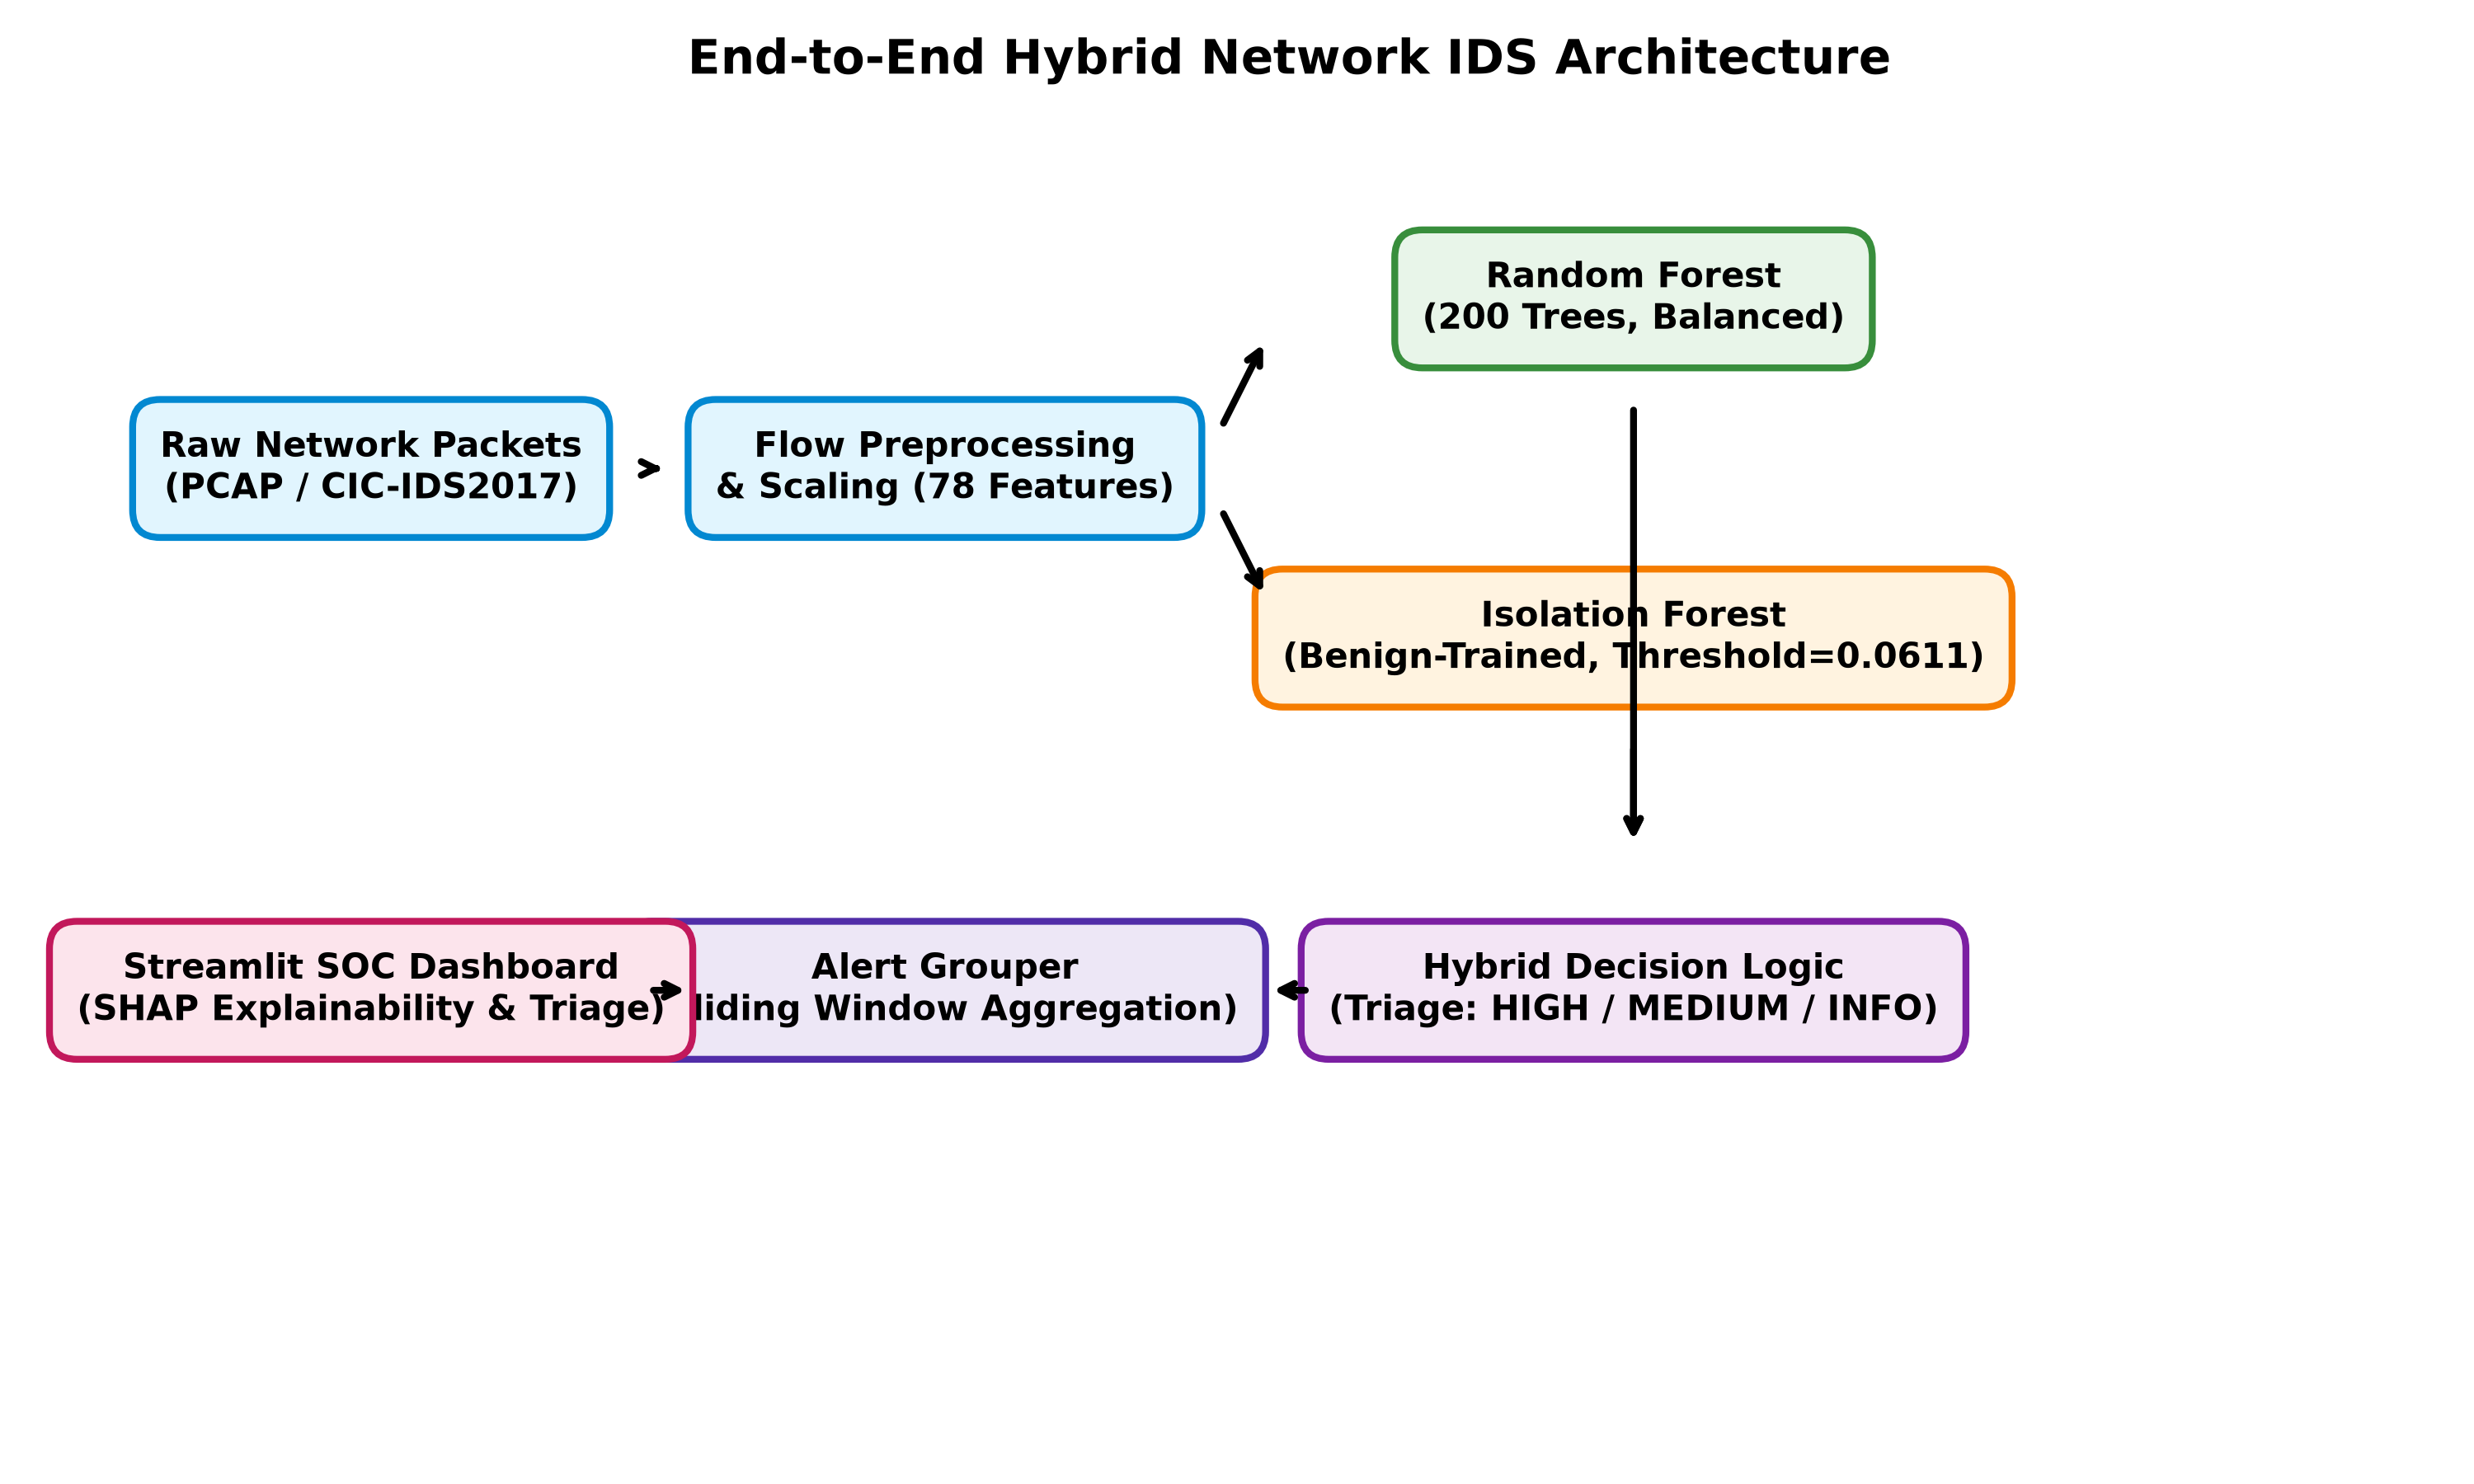 End-to-End Hybrid Network IDS Architecture
Random Forest
(200 Trees, Balanced)
Raw Network Packets
(PCAP / CIC-IDS2017)
Flow Preprocessing
& Scaling (78 Features)
Isolation Forest
(Benign-Trained, Threshold=0.0611)
Streamlit SOC Dashboard
(SHAP Explainability & Triage)
Alert Grouper
Window Aggregation)
Hybrid Decision Logic
(Triage: HIGH / MEDIUM / INFO)